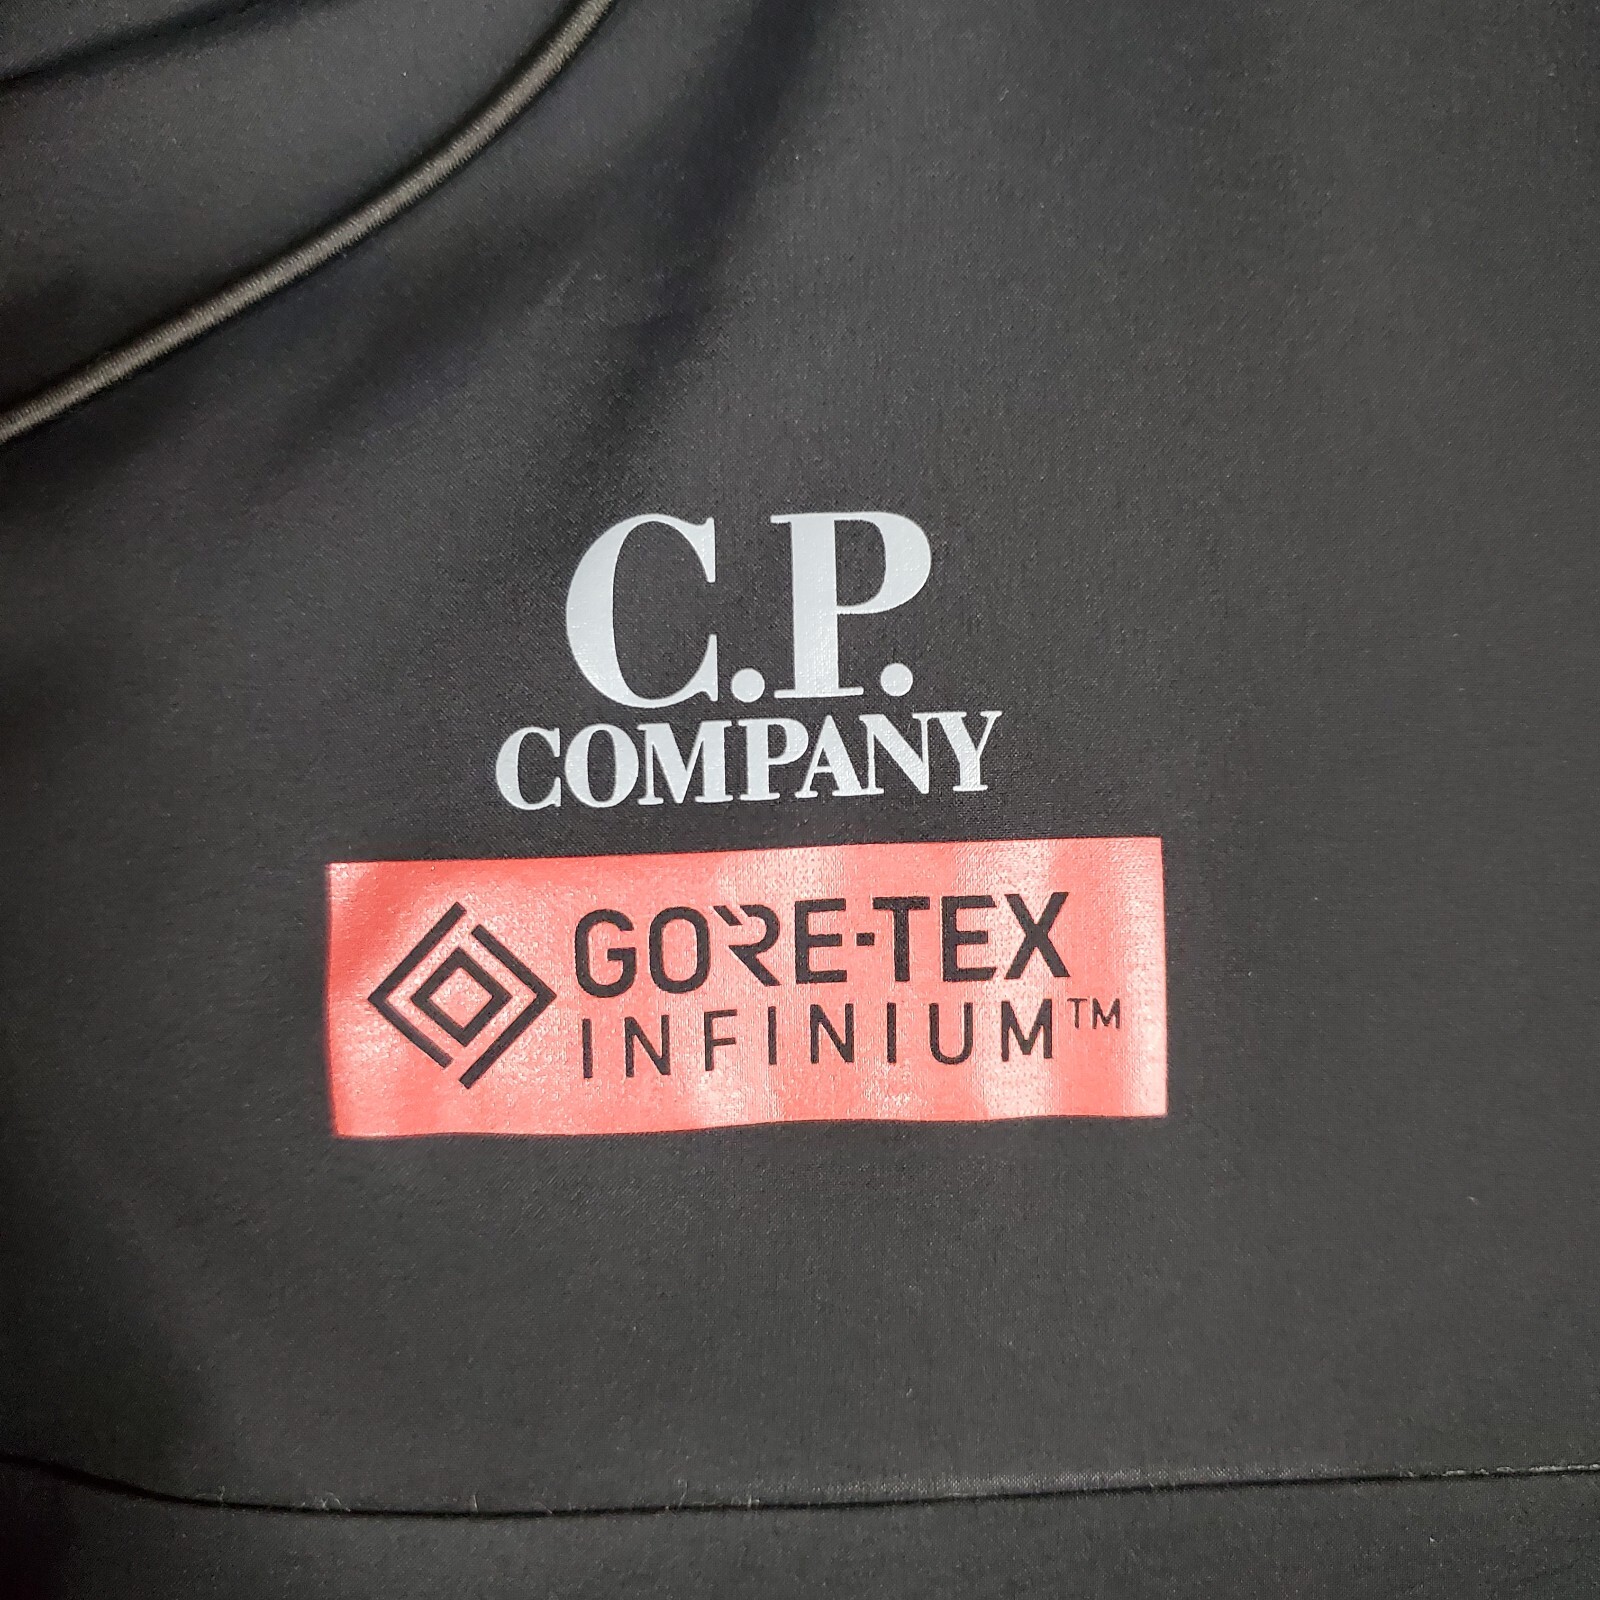 C.P.
COMPANY
GORE-TEX
INFINIUM™